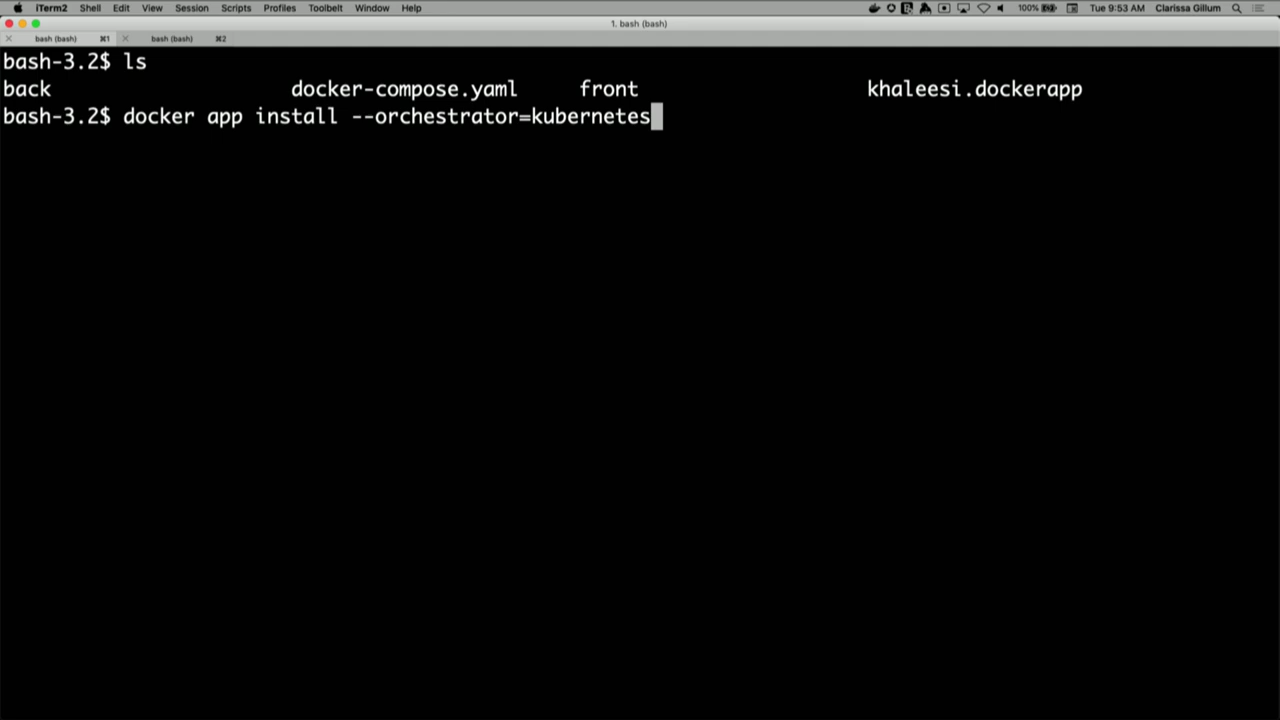 iTerm2 Shell Edit View Session Scripts Profiles Toolbelt Window Help 100% Tue 9:53 AM Clarissa Gillum
1. bash (bash)
bash (bash) ⌘1 bash (bash) ⌘2
bash-3.2$ ls
back docker-compose.yaml front khaleesi.dockerapp
bash-3.2$ docker app install --orchestrator=kubernetes